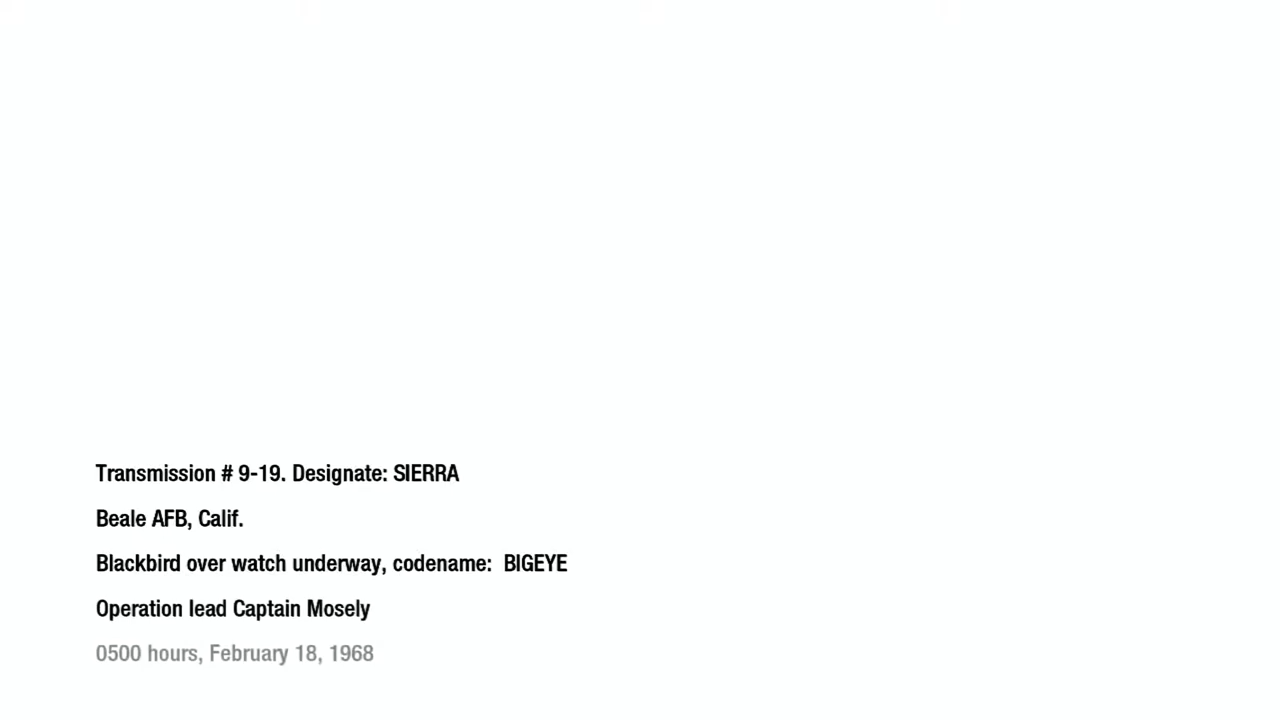 Transmission # 9-19. Designate: SIERRA
Beale AFB, Calif.
Blackbird over watch underway, codename:  BIGEYE
Operation lead Captain Mosely
0500 hours, February 18, 1968